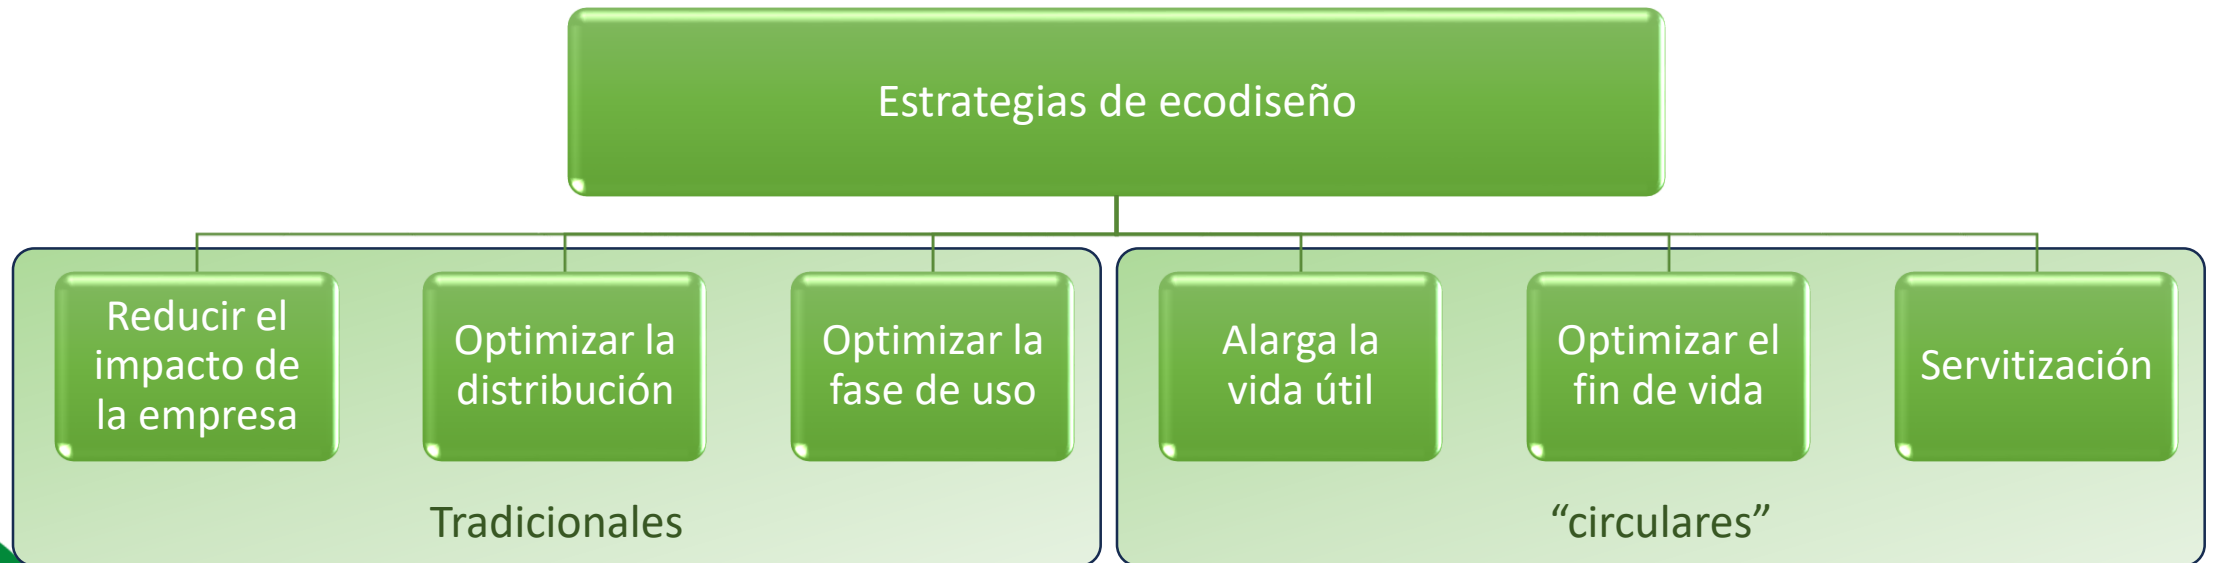 Estrategias de ecodiseño
Reducir el
impacto de
la empresa
Optimizar la
distribución
Optimizar la
fase de uso
Alarga la
vida útil
Optimizar el
fin de vida
Servitización
Tradicionales
“circulares”